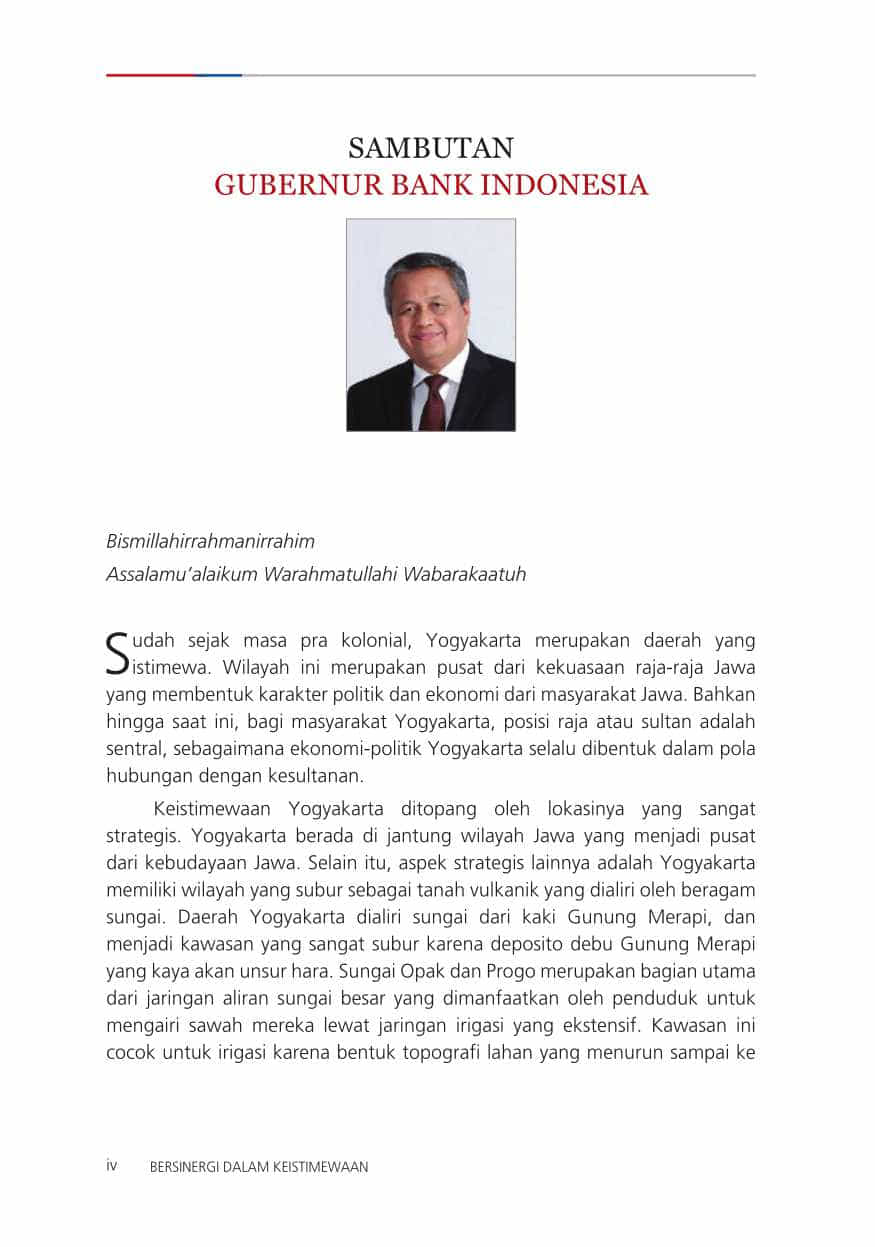 SAMBUTAN
GUBERNUR BANK INDONESIA
Bismillahirrahmanirrahim
Assalamu’alaikum Warahmatullahi Wabarakaatuh
Sudah sejak masa pra kolonial, Yogyakarta merupakan daerah yang
istimewa. Wilayah ini merupakan pusat dari kekuasaan raja-raja Jawa
yang membentuk karakter politik dan ekonomi dari masyarakat Jawa. Bahkan
hingga saat ini, bagi masyarakat Yogyakarta, posisi raja atau sultan adalah
sentral, sebagaimana ekonomi-politik Yogyakarta selalu dibentuk dalam pola
hubungan dengan kesultanan.
Keistimewaan Yogyakarta ditopang oleh lokasinya yang sangat
strategis. Yogyakarta berada di jantung wilayah Jawa yang menjadi pusat
dari kebudayaan Jawa. Selain itu, aspek strategis lainnya adalah Yogyakarta
memiliki wilayah yang subur sebagai tanah vulkanik yang dialiri oleh beragam
sungai. Daerah Yogyakarta dialiri sungai dari kaki Gunung Merapi, dan
menjadi kawasan yang sangat subur karena deposito debu Gunung Merapi
yang kaya akan unsur hara. Sungai Opak dan Progo merupakan bagian utama
dari jaringan aliran sungai besar yang dimanfaatkan oleh penduduk untuk
mengairi sawah mereka lewat jaringan irigasi yang ekstensif. Kawasan ini
cocok untuk irigasi karena bentuk topografi lahan yang menurun sampai ke
iv BERSINERGI DALAM KEISTIMEWAAN